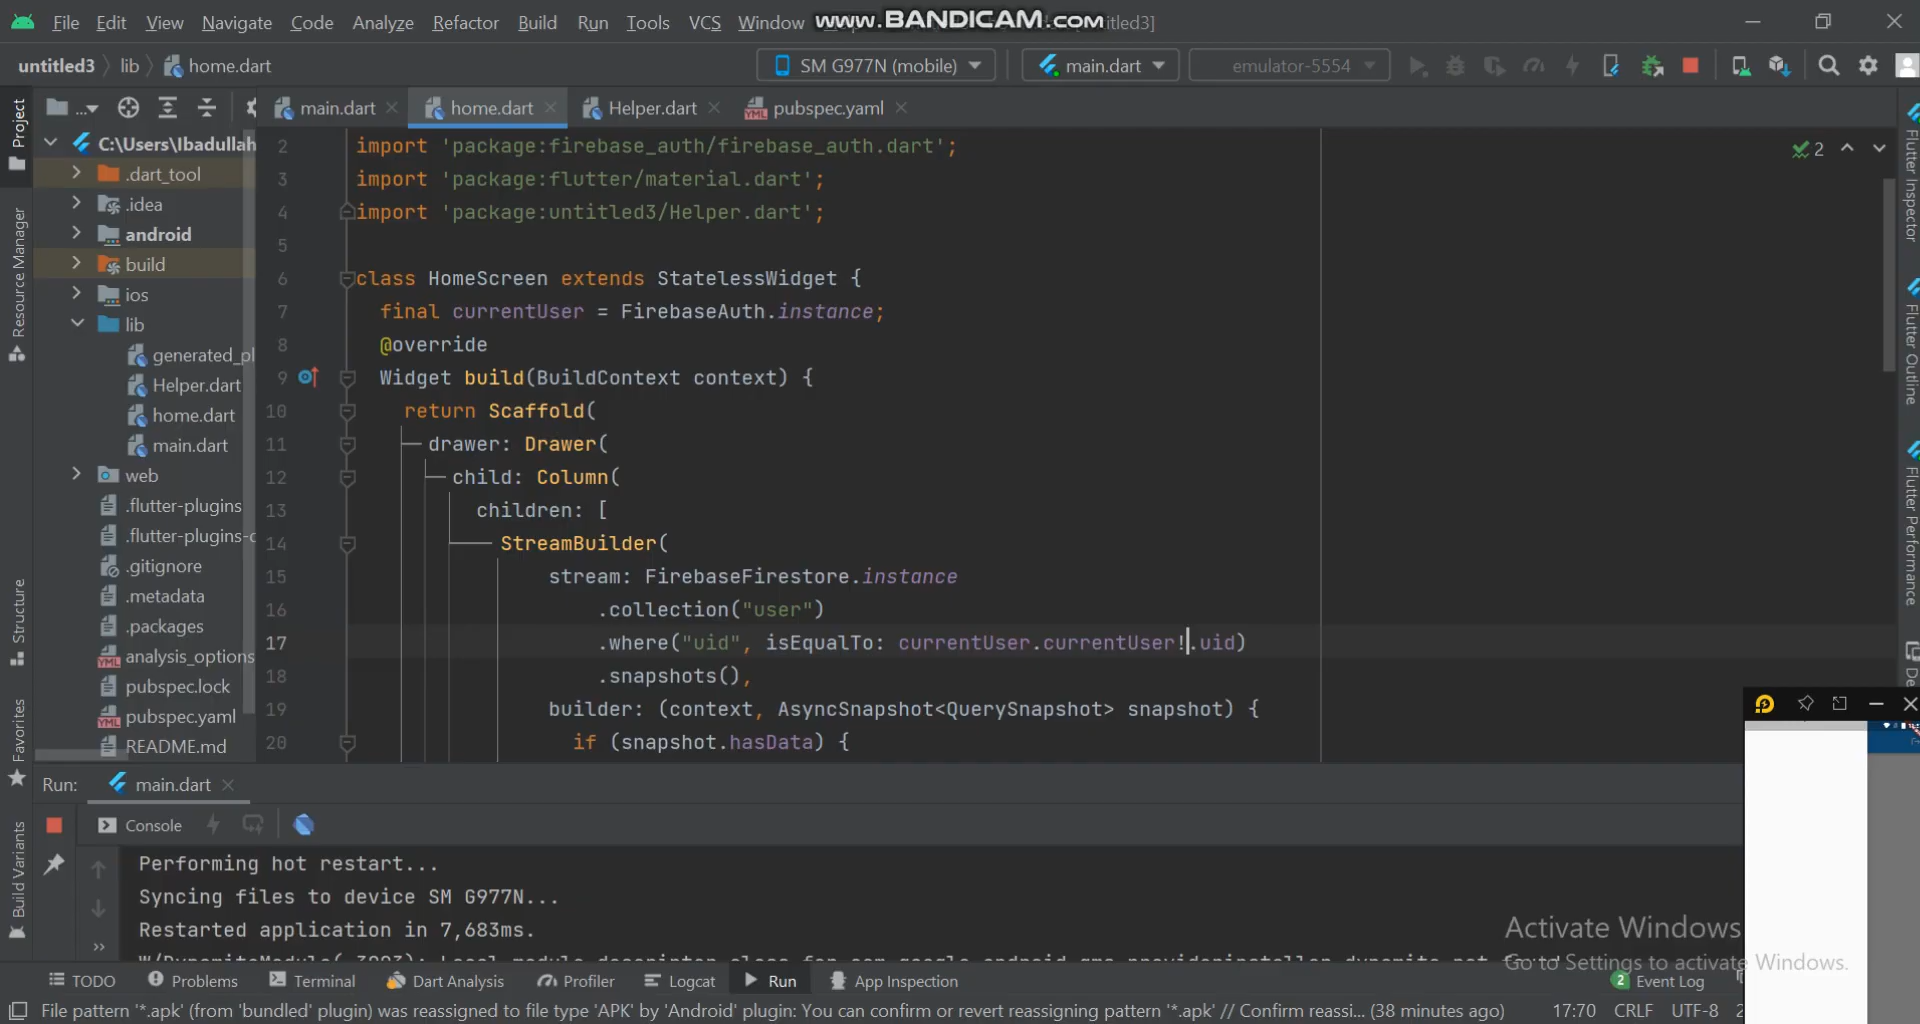 File Edit View Navigate Code Analyze Refactor Build Run Tools VCS Window www.BANDICAM.com itled3]
untitled3 lib home.dart SM G977N (mobile) main.dart emulator-5554
... main.dart home.dart Helper.dart pubspec.yaml
Project
Resource Manager
Structure
Favorites
Build Variants
C:\Users\Ibadullah
.dart_tool
.idea
android
build
ios
lib
generated_pl
Helper.dart
home.dart
main.dart
web
.flutter-plugins
.flutter-plugins-c
.gitignore
.metadata
.packages
analysis_options
pubspec.lock
pubspec.yaml
README.md
2 import 'package:firebase_auth/firebase_auth.dart';
3 import 'package:flutter/material.dart';
4 import 'package:untitled3/Helper.dart';
5
6 class HomeScreen extends StatelessWidget {
7 final currentUser = FirebaseAuth.instance;
8 @override
9 Widget build(BuildContext context) {
10 return Scaffold(
11 drawer: Drawer(
12 child: Column(
13 children: [
14 StreamBuilder(
15 stream: FirebaseFirestore.instance
16 .collection("user")
17 .where("uid", isEqualTo: currentUser.currentUser!.uid)
18 .snapshots(),
19 builder: (context, AsyncSnapshot<QuerySnapshot> snapshot) {
20 if (snapshot.hasData) {
2
Flutter Inspector
Flutter Outline
Flutter Performance
Run: main.dart
Console
Performing hot restart...
Syncing files to device SM G977N...
Restarted application in 7,683ms.
Activate Windows
Go to Settings to activate Windows.
TODO Problems Terminal Dart Analysis Profiler Logcat Run App Inspection 2 Event Log
File pattern '*.apk' (from 'bundled' plugin) was reassigned to file type 'APK' by 'Android' plugin: You can confirm or revert reassigning pattern '*.apk' // Confirm reassi... (38 minutes ago) 17:70 CRLF UTF-8 2